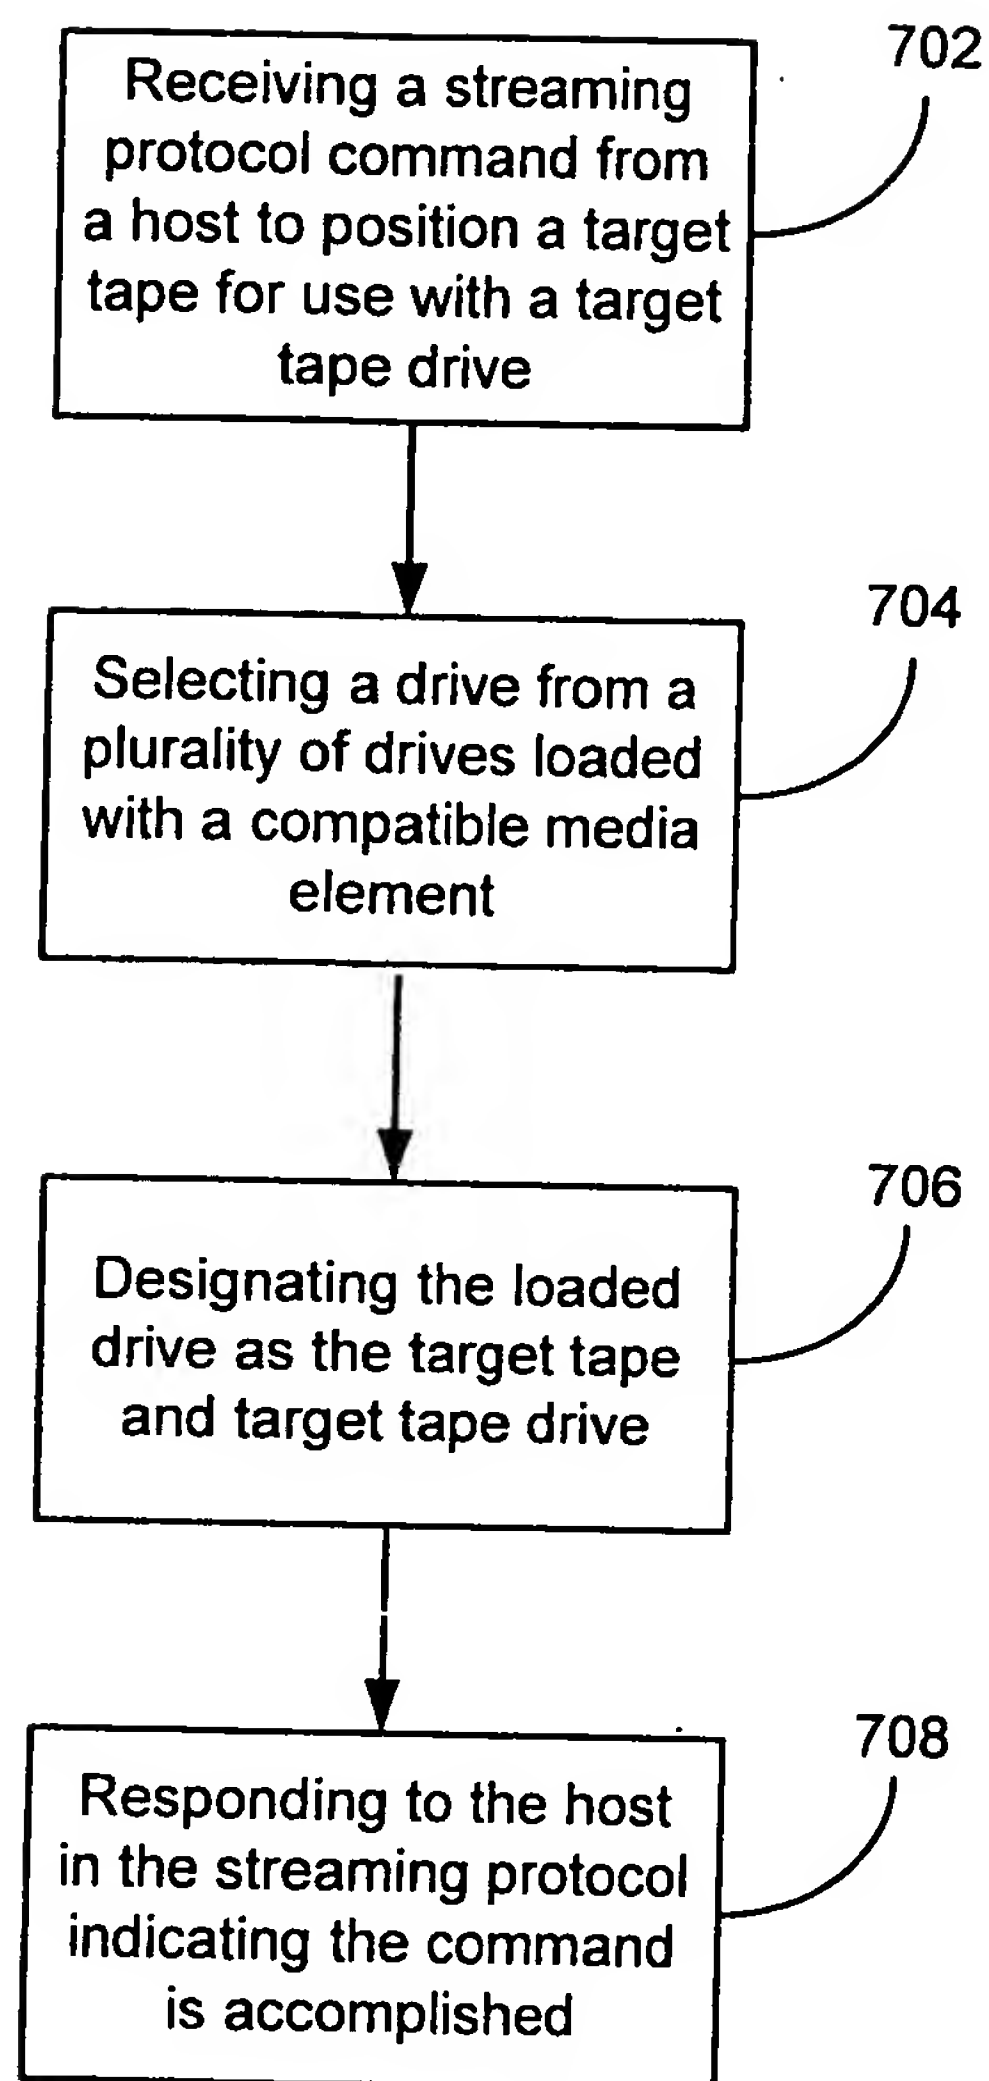 702
Receiving a streaming
protocol command from
a host to position a target
tape for use with a target
tape drive
704
Selecting a drive from a
plurality of drives loaded
with a compatible media
element
706
Designating the loaded
drive as the target tape
and target tape drive
708
Responding to the host
in the streaming protocol
indicating the command
is accomplished